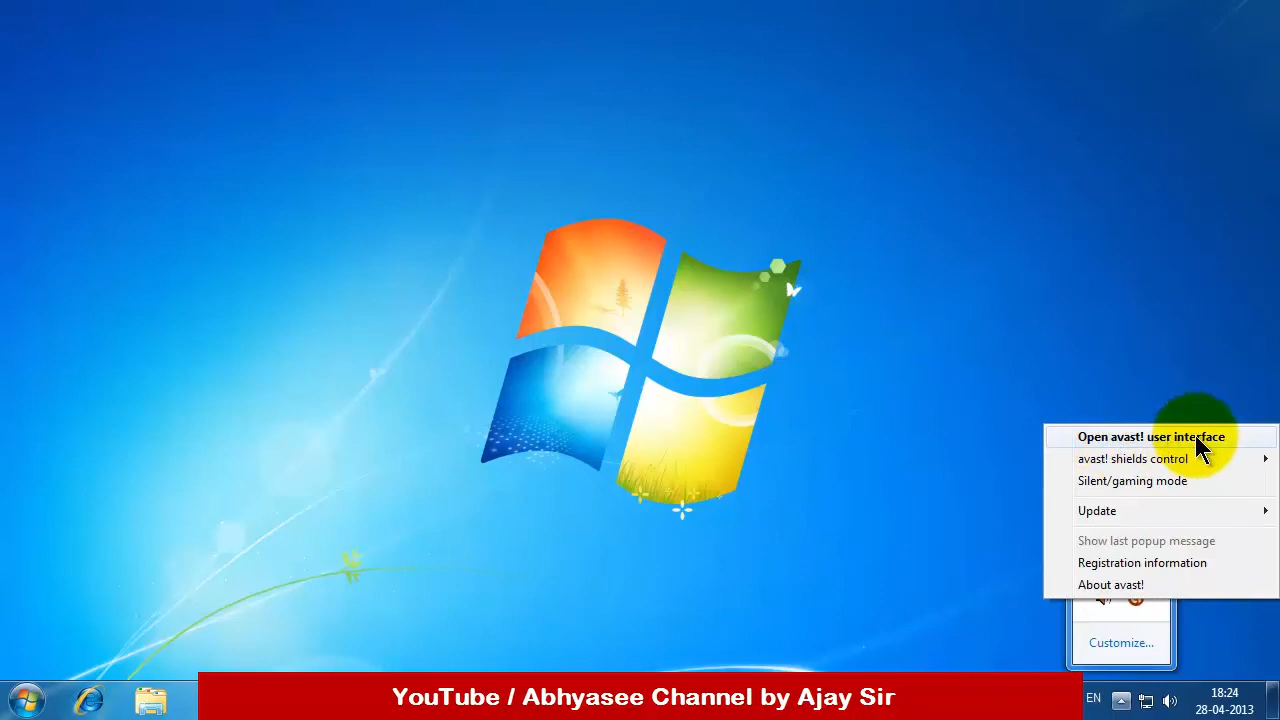 Open avast! user interface
avast! shields control
Silent/gaming mode
Update
Show last popup message
Registration information
About avast!
Customize...
YouTube / Abhyasee Channel by Ajay Sir
EN
18:24
28-04-2013